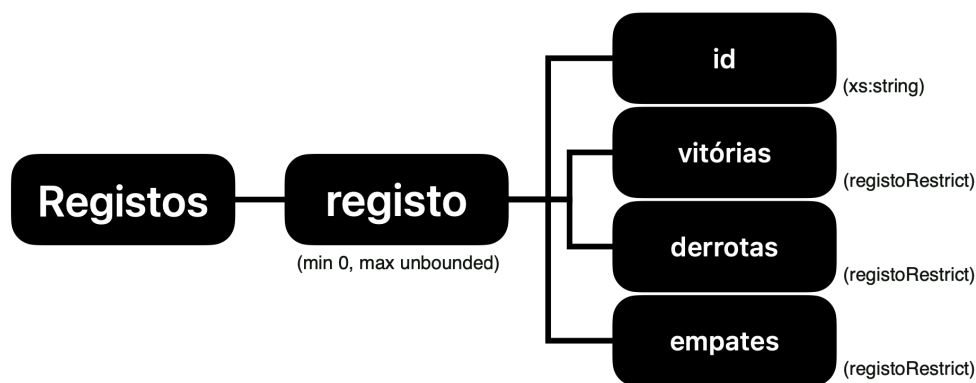 Registos
registo
(min 0, max unbounded)
id
(xs:string)
vitórias
(registoRestrict)
derrotas
(registoRestrict)
empates
(registoRestrict)